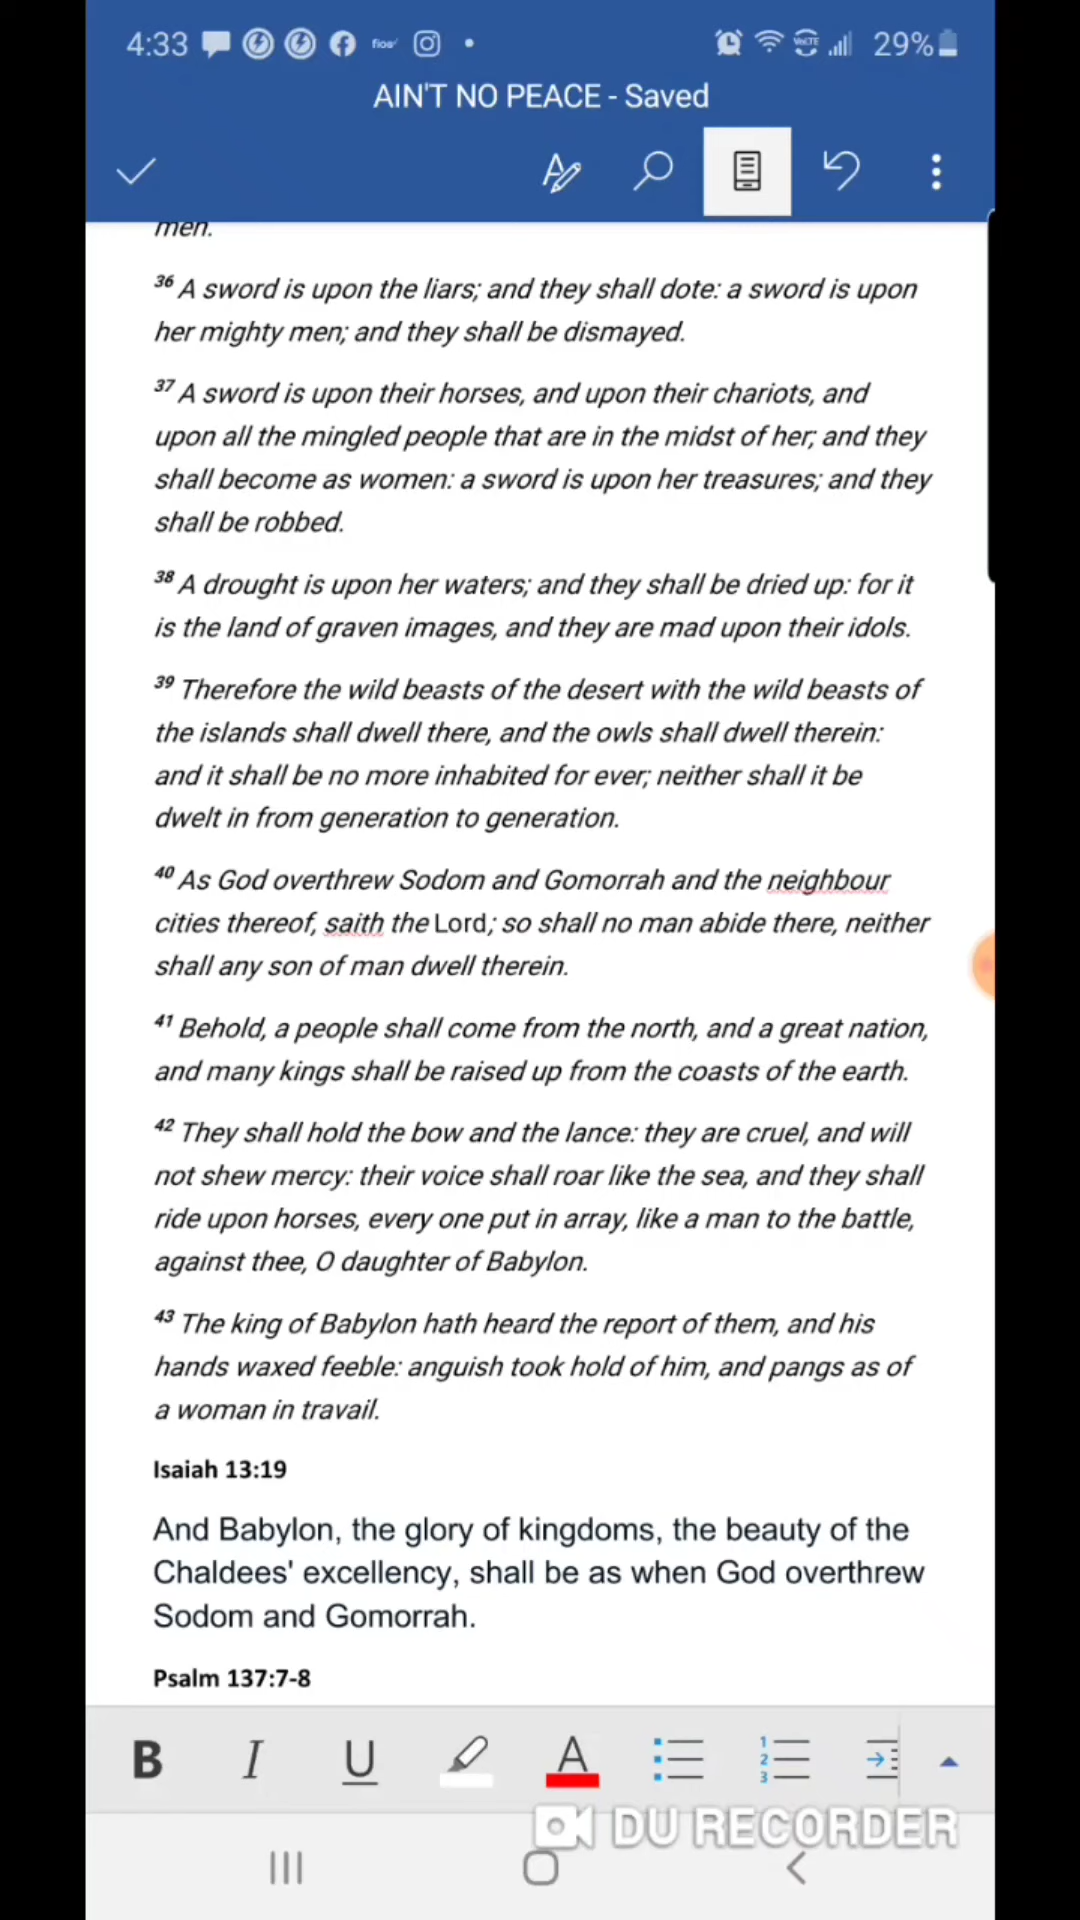 4:33 fios 29%
AIN'T NO PEACE - Saved
men.
36 A sword is upon the liars; and they shall dote: a sword is upon
her mighty men; and they shall be dismayed.
37 A sword is upon their horses, and upon their chariots, and
upon all the mingled people that are in the midst of her; and they
shall become as women: a sword is upon her treasures; and they
shall be robbed.
38 A drought is upon her waters; and they shall be dried up: for it
is the land of graven images, and they are mad upon their idols.
39 Therefore the wild beasts of the desert with the wild beasts of
the islands shall dwell there, and the owls shall dwell therein:
and it shall be no more inhabited for ever; neither shall it be
dwelt in from generation to generation.
40 As God overthrew Sodom and Gomorrah and the neighbour
cities thereof, saith the Lord; so shall no man abide there, neither
shall any son of man dwell therein.
41 Behold, a people shall come from the north, and a great nation,
and many kings shall be raised up from the coasts of the earth.
42 They shall hold the bow and the lance: they are cruel, and will
not shew mercy: their voice shall roar like the sea, and they shall
ride upon horses, every one put in array, like a man to the battle,
against thee, O daughter of Babylon.
43 The king of Babylon hath heard the report of them, and his
hands waxed feeble: anguish took hold of him, and pangs as of
a woman in travail.
Isaiah 13:19
And Babylon, the glory of kingdoms, the beauty of the
Chaldees' excellency, shall be as when God overthrew
Sodom and Gomorrah.
Psalm 137:7-8
B I U A 1 2 3
DU RECORDER